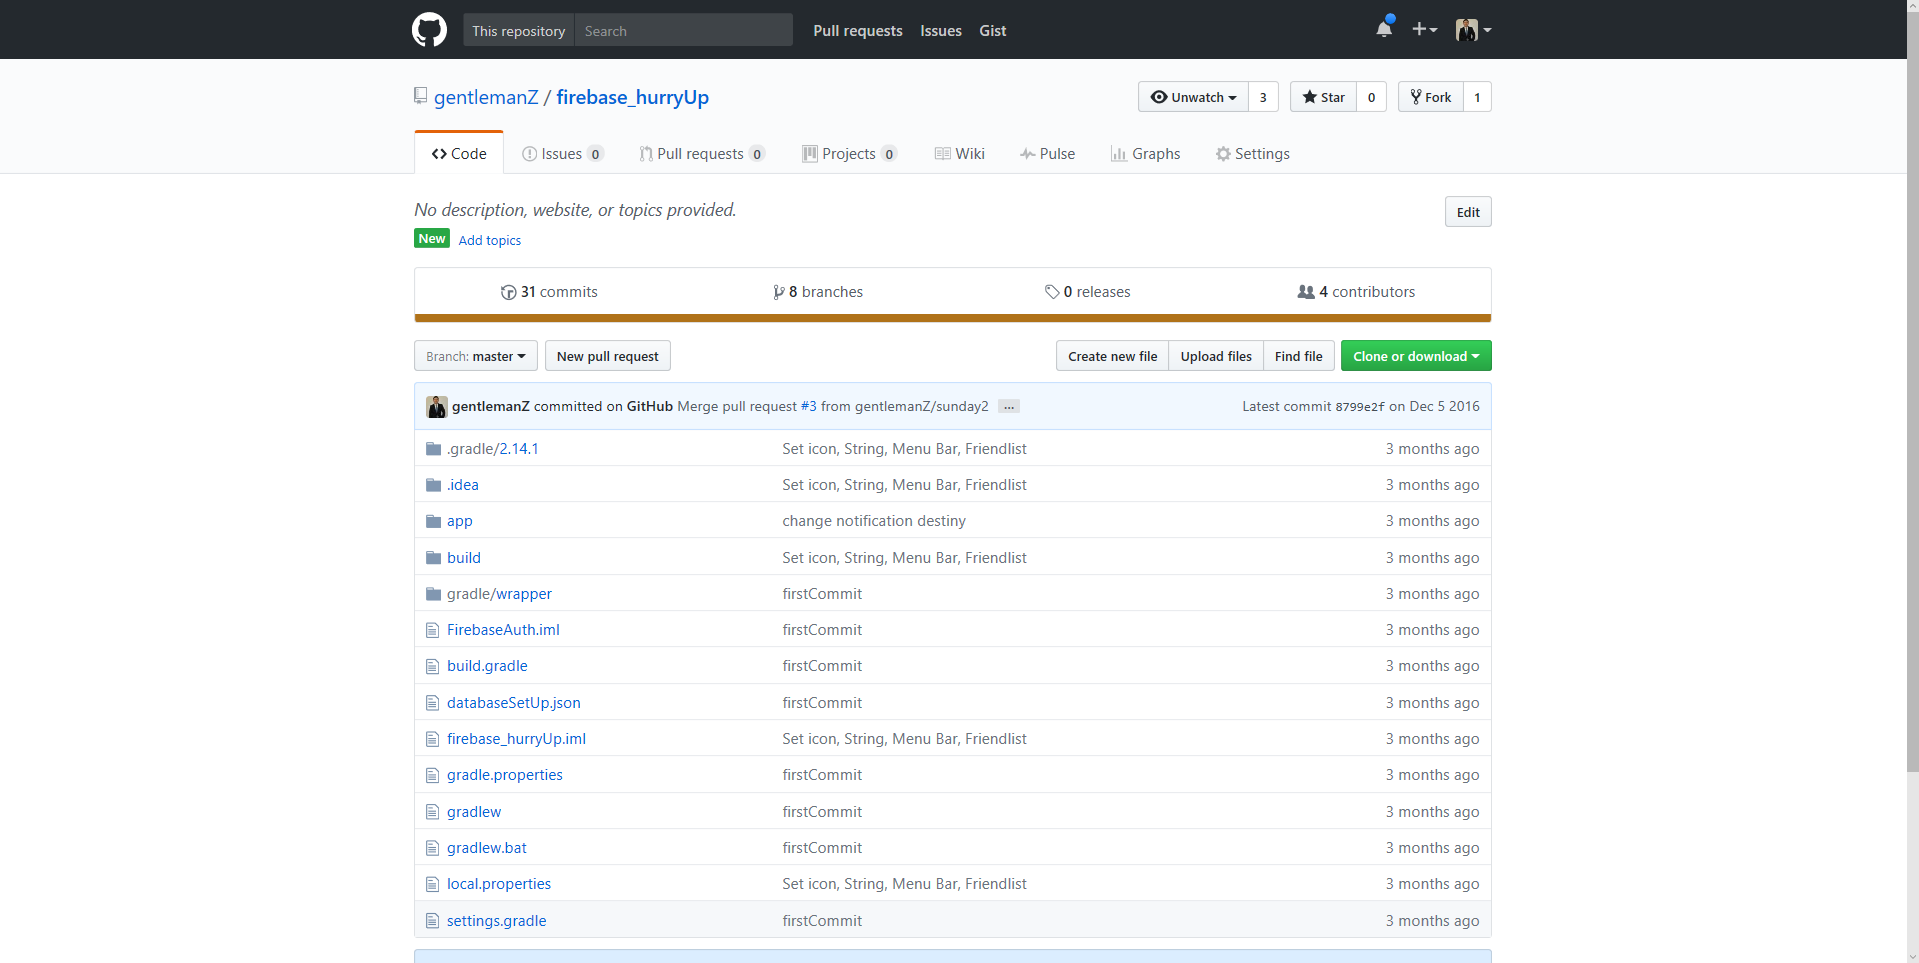 This repository Search Pull requests Issues Gist
gentlemanZ / firebase_hurryUp Unwatch 3 Star 0 Fork 1
Code Issues 0 Pull requests 0 Projects 0 Wiki Pulse Graphs Settings
No description, website, or topics provided. Edit
New Add topics
31 commits 8 branches 0 releases 4 contributors
Branch: master New pull request Create new file Upload files Find file Clone or download
gentlemanZ committed on GitHub Merge pull request #3 from gentlemanZ/sunday2 ... Latest commit 8799e2f on Dec 5 2016
.gradle/2.14.1 Set icon, String, Menu Bar, Friendlist 3 months ago
.idea Set icon, String, Menu Bar, Friendlist 3 months ago
app change notification destiny 3 months ago
build Set icon, String, Menu Bar, Friendlist 3 months ago
gradle/wrapper firstCommit 3 months ago
FirebaseAuth.iml firstCommit 3 months ago
build.gradle firstCommit 3 months ago
databaseSetUp.json firstCommit 3 months ago
firebase_hurryUp.iml Set icon, String, Menu Bar, Friendlist 3 months ago
gradle.properties firstCommit 3 months ago
gradlew firstCommit 3 months ago
gradlew.bat firstCommit 3 months ago
local.properties Set icon, String, Menu Bar, Friendlist 3 months ago
settings.gradle firstCommit 3 months ago